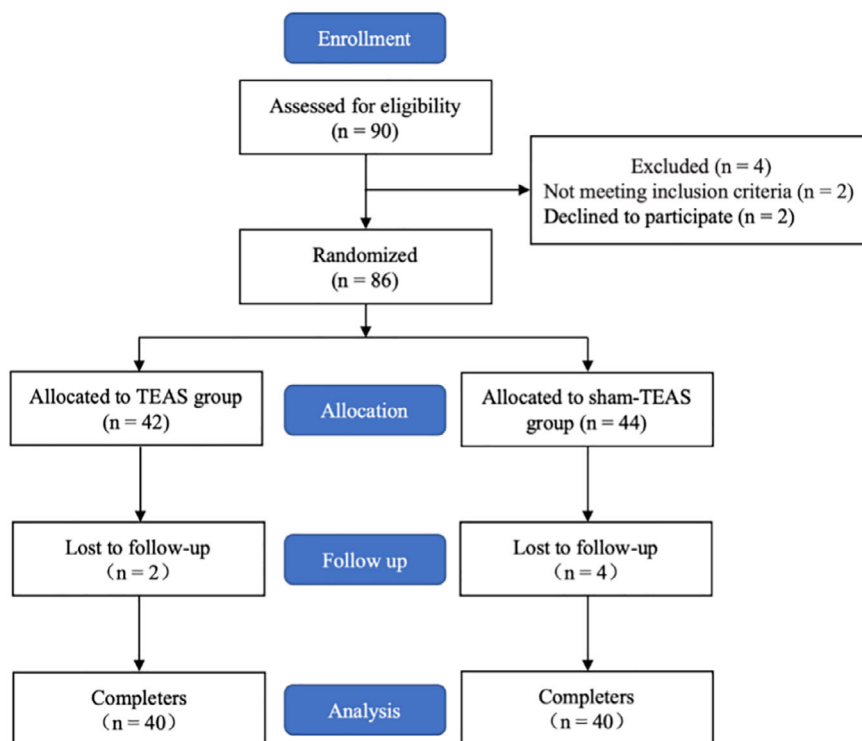 Enrollment
Assessed for eligibility
(n = 90)
Excluded (n = 4)
Not meeting inclusion criteria (n = 2)
Declined to participate (n = 2)
Randomized
(n = 86)
Allocated to TEAS group
(n = 42)
Allocation
Allocated to sham-TEAS
group (n = 44)
Lost to follow-up
（n = 2）
Follow up
Lost to follow-up
（n = 4）
Completers
（n = 40）
Analysis
Completers
（n = 40）